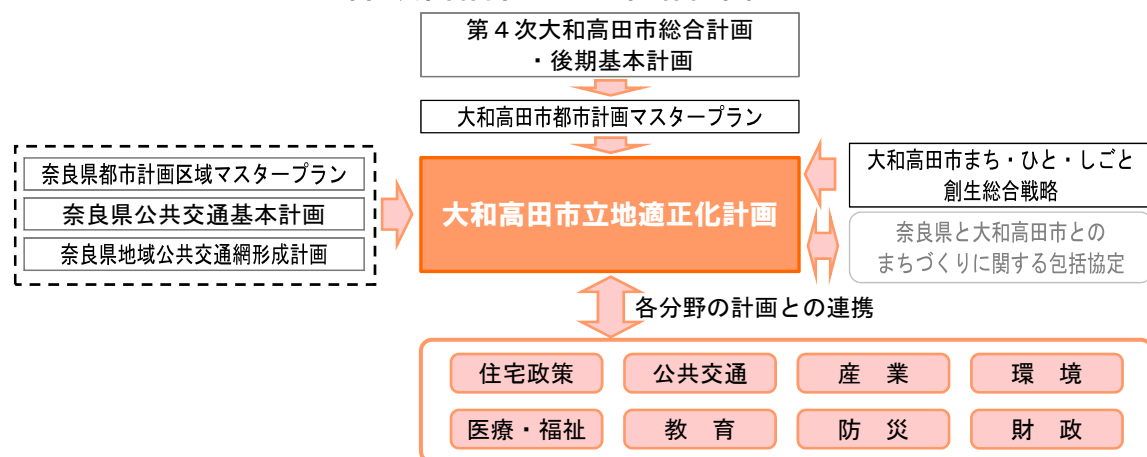 第４次大和高田市総合計画
・後期基本計画
大和高田市都市計画マスタープラン
奈良県都市計画区域マスタープラン
奈良県公共交通基本計画
奈良県地域公共交通網形成計画
大和高田市立地適正化計画
大和高田市まち・ひと・しごと
創生総合戦略
奈良県と大和高田市との
まちづくりに関する包括協定
各分野の計画との連携
住宅政策
公共交通
産　業
環　境
医療・福祉
教　育
防　災
財　政